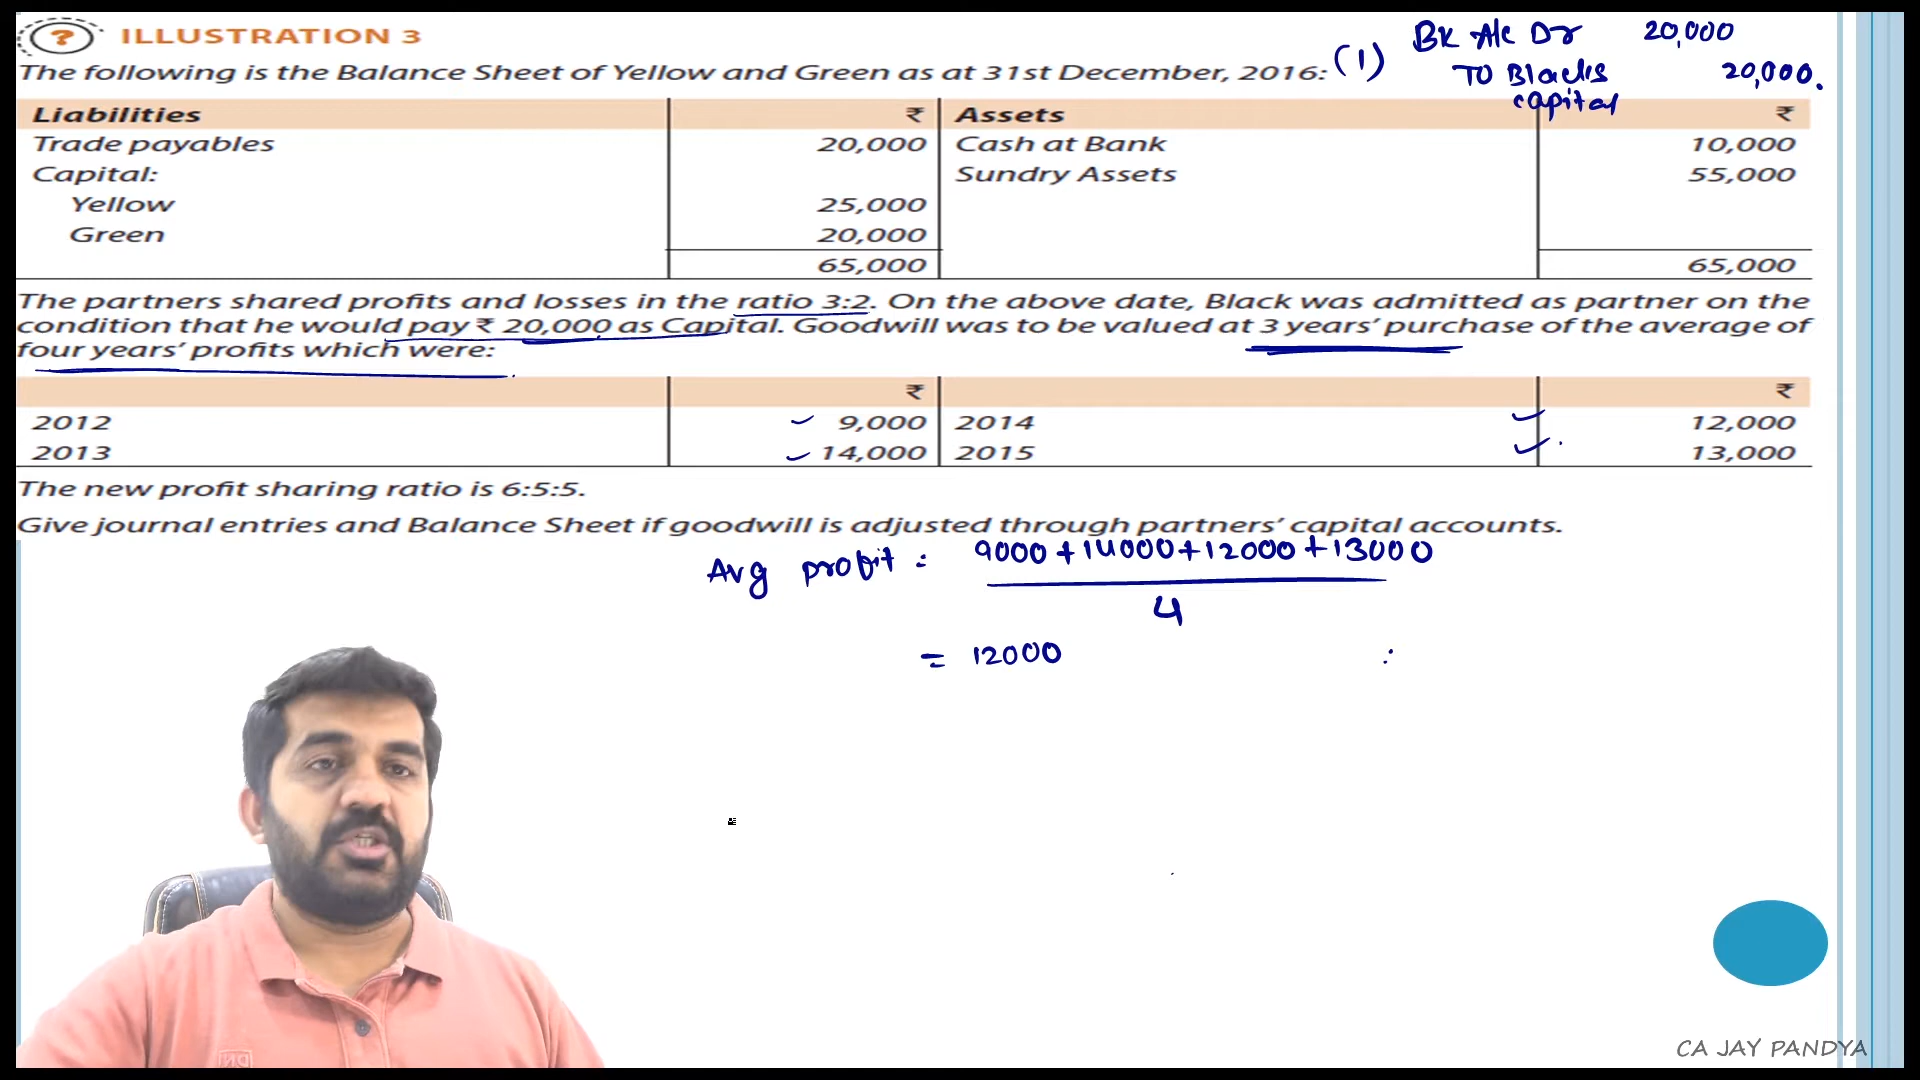 ? ILLUSTRATION 3
(1) BK A/c Dr 20,000
The following is the Balance Sheet of Yellow and Green as at 31st December, 2016:
TO Black's 20,000.
capital
Liabilities ₹ Assets ₹
Trade payables 20,000 Cash at Bank 10,000
Capital: Sundry Assets 55,000
Yellow 25,000
Green 20,000
65,000 65,000
The partners shared profits and losses in the ratio 3:2. On the above date, Black was admitted as partner on the
condition that he would pay ₹ 20,000 as Capital. Goodwill was to be valued at 3 years' purchase of the average of
four years' profits which were:
₹ ₹
2012 9,000 2014 12,000
2013 14,000 2015 13,000
The new profit sharing ratio is 6:5:5.
Give journal entries and Balance Sheet if goodwill is adjusted through partners' capital accounts.
Avg profit = 9000 + 14000 + 12000 + 13000
4
= 12000
CA JAY PANDYA